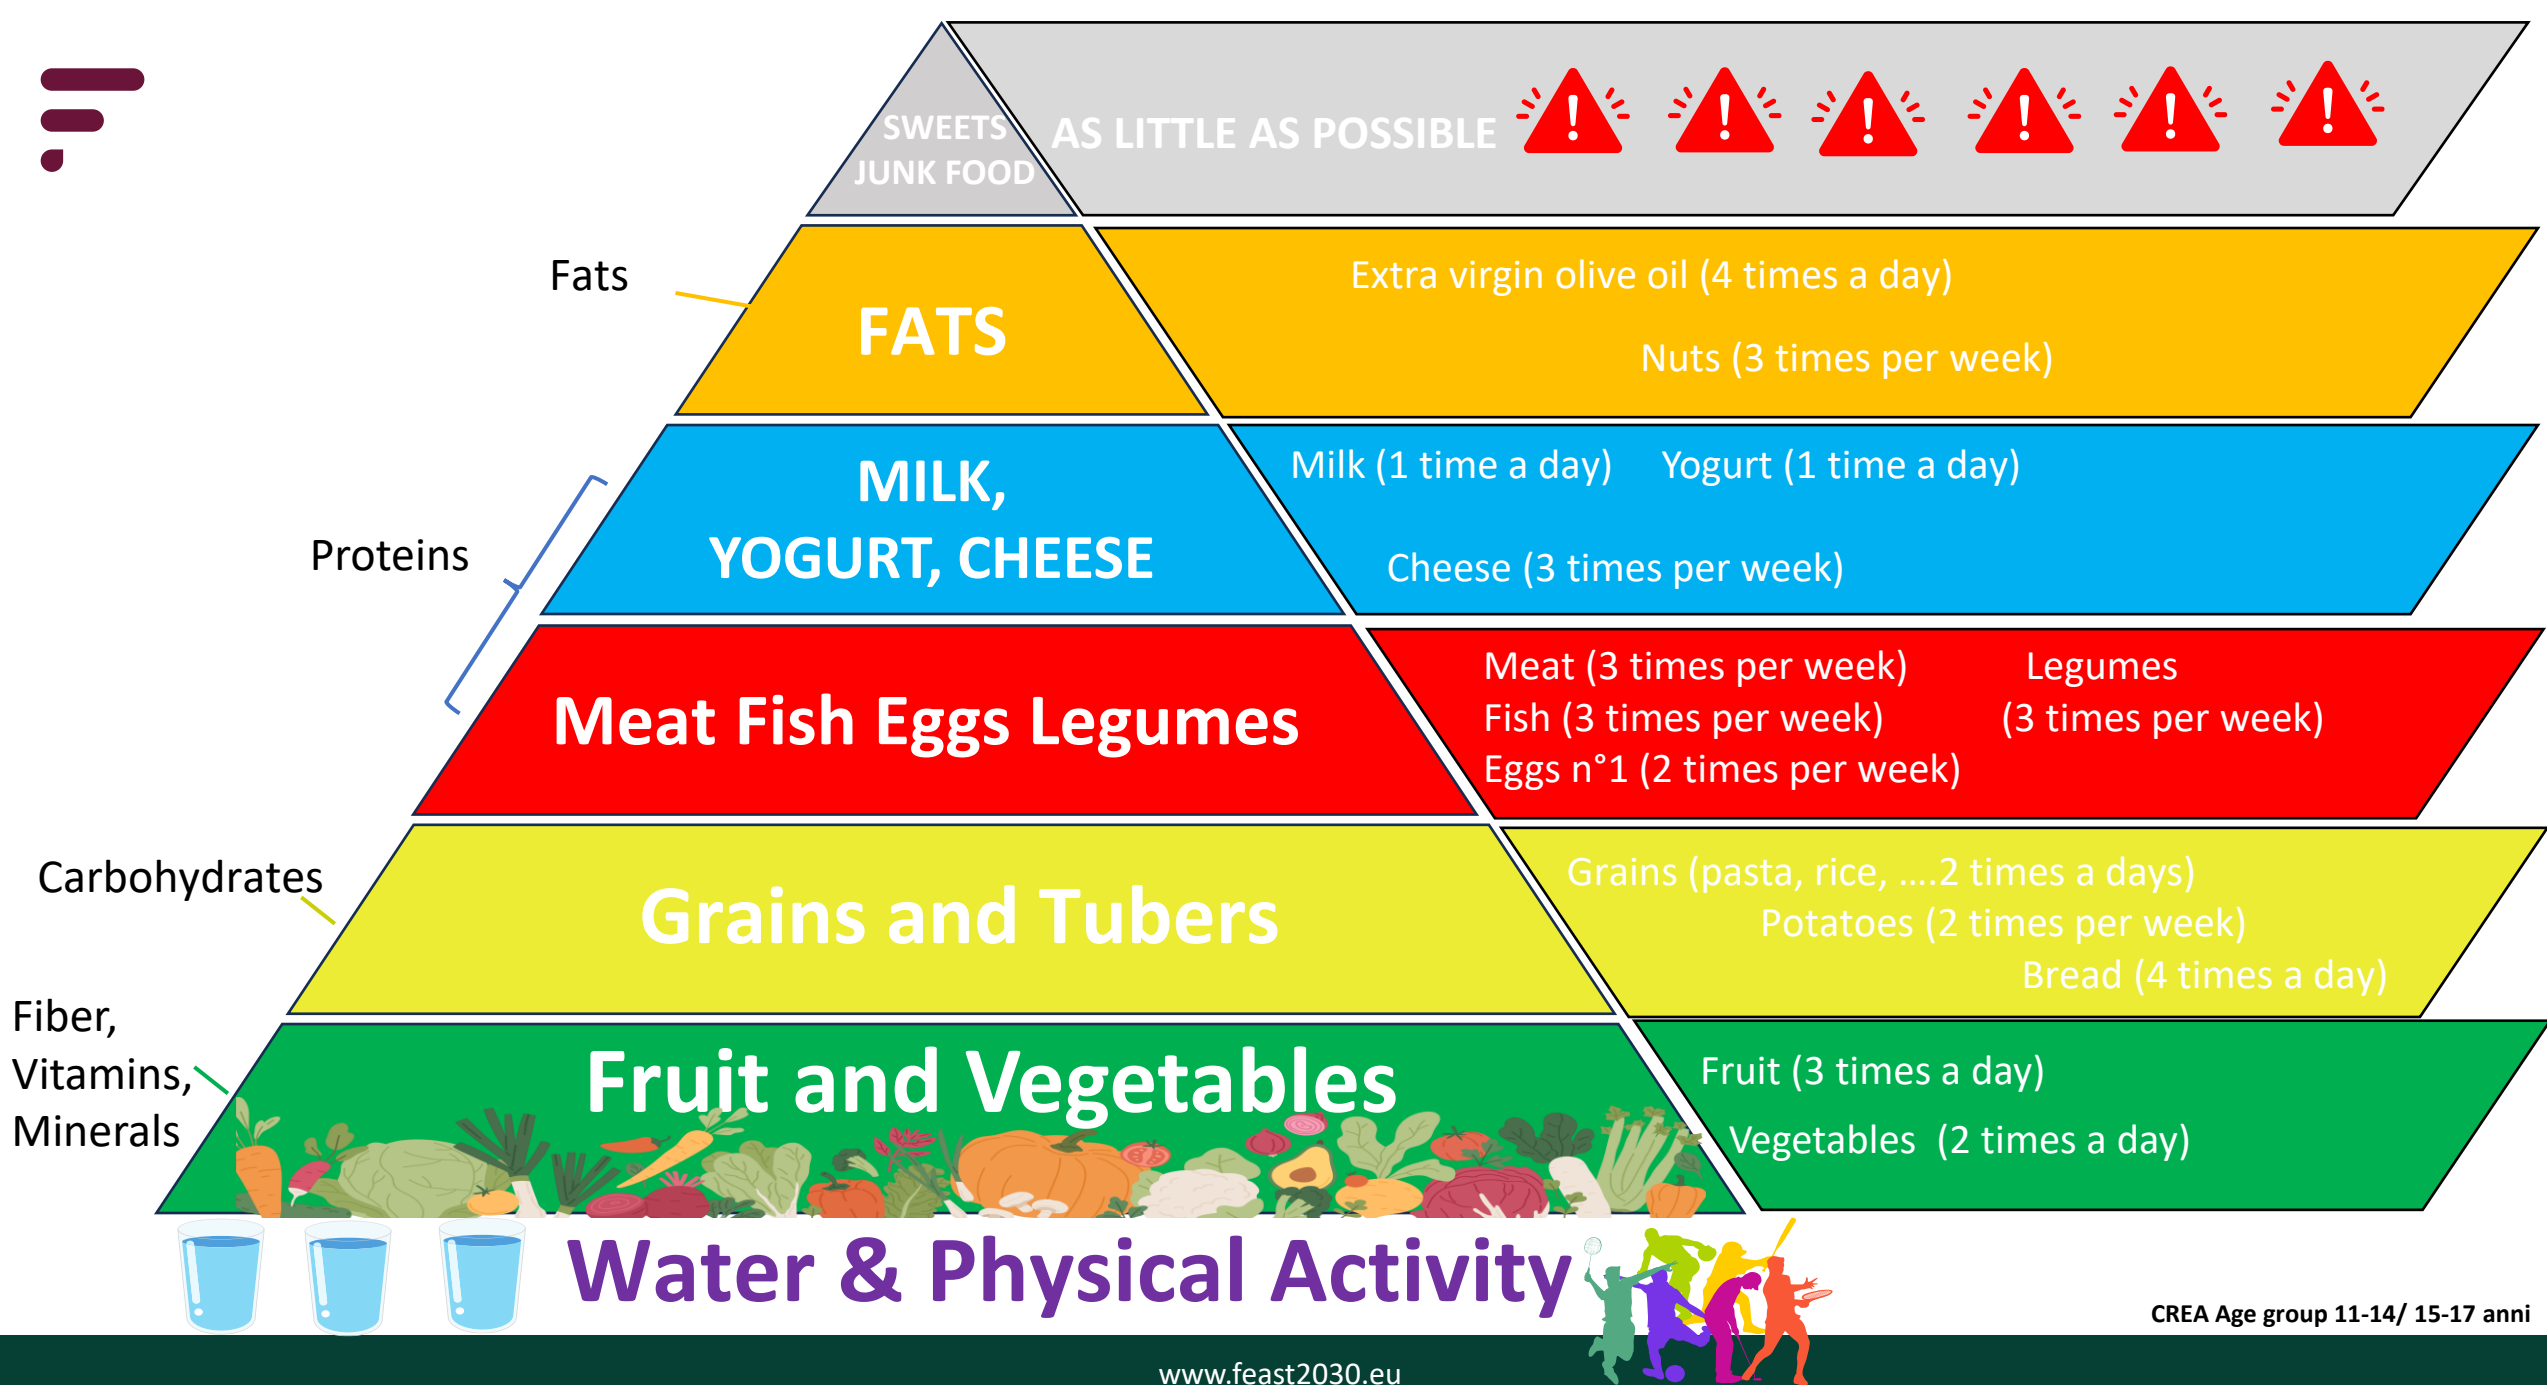 SWEETS
JUNK FOOD
AS LITTLE AS POSSIBLE
Fats
FATS
Extra virgin olive oil (4 times a day)
Nuts (3 times per week)
Proteins
MILK,
YOGURT, CHEESE
Milk (1 time a day) Yogurt (1 time a day)
Cheese (3 times per week)
Meat Fish Eggs Legumes
Meat (3 times per week)
Fish (3 times per week)
Eggs n°1 (2 times per week)
Legumes
(3 times per week)
Carbohydrates
Grains and Tubers
Grains (pasta, rice, ....2 times a days)
Potatoes (2 times per week)
Bread (4 times a day)
Fiber,
Vitamins,
Minerals
Fruit and Vegetables
Fruit (3 times a day)
Vegetables (2 times a day)
Water & Physical Activity
CREA Age group 11-14/ 15-17 anni
www.feast2030.eu